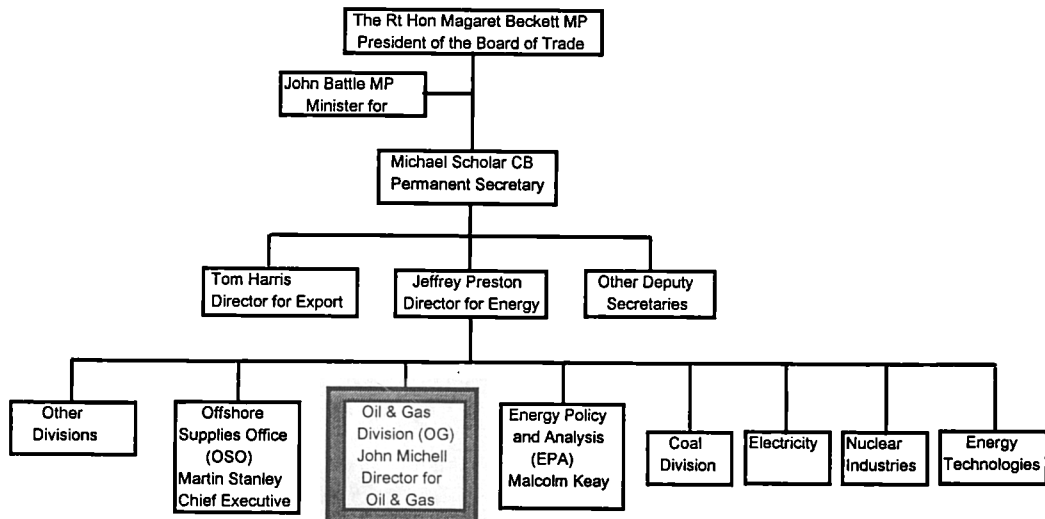 The Rt Hon Magaret Beckett MP
President of the Board of Trade
John Battle MP
Minister for
Michael Scholar CB
Permanent Secretary
Tom Harris
Director for Export
Jeffrey Preston
Director for Energy
Other Deputy
Secretaries
Other
Divisions
Offshore
Supplies Office
(OSO)
Martin Stanley
Chief Executive
Oil & Gas
Division (OG)
John Michell
Director for
Oil & Gas
Energy Policy
and Analysis
(EPA)
Malcolm Keay
Coal
Division
Electricity
Nuclear
Industries
Energy
Technologies